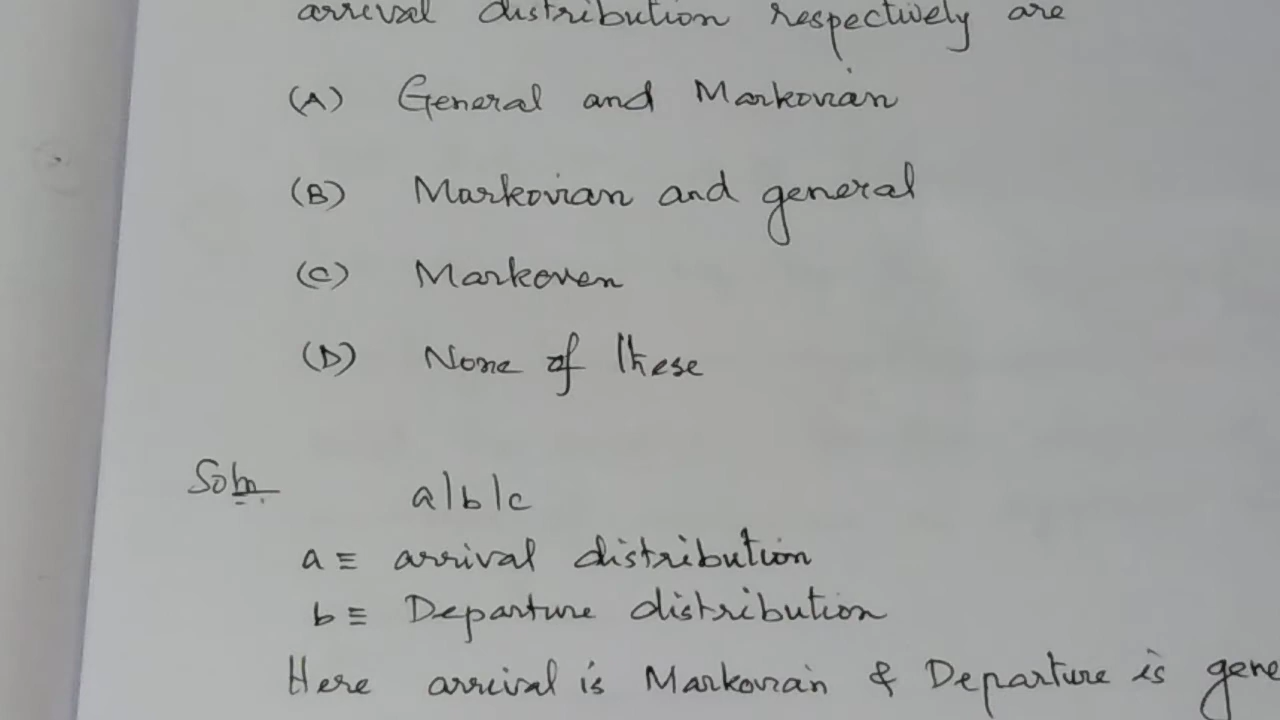 arrival distribution respectively are
(A) General and Markovian
(B) Markovian and general
(C) Markoven
(D) None of these
Soln a|b|c
a ≡ arrival distribution
b ≡ Departure distribution
Here arrival is Markovian & Departure is gene